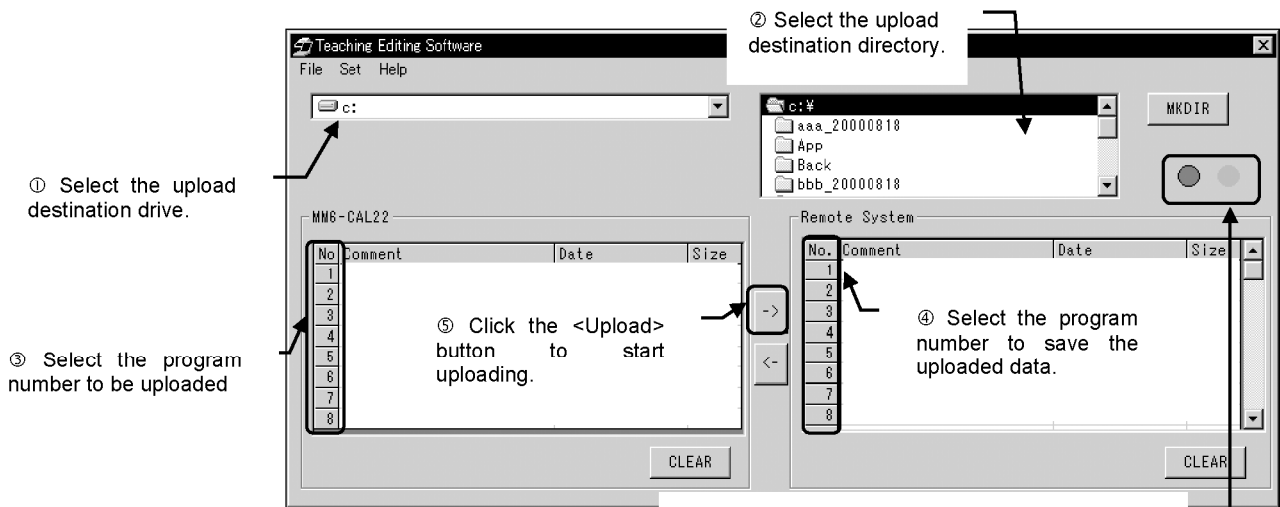 ② Select the upload
destination directory.
Teaching Editing Software
File Set Help
c:
c:¥
aaa_20000818
App
Back
bbb_20000818
MKDIR
① Select the upload
destination drive.
MM6-CAL22
No Comment Date Size
1
2
3
4
5
6
7
8
③ Select the program
number to be uploaded
⑤ Click the <Upload>
button to start
uploading.
->
<-
Remote System
No. Comment Date Size
1
2
3
4
5
6
7
8
④ Select the program
number to save the
uploaded data.
CLEAR
CLEAR